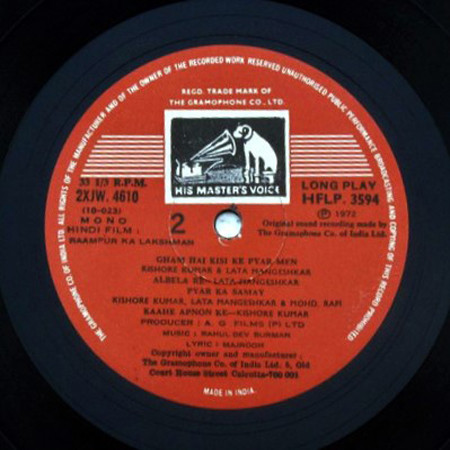 THE GRAMOPHONE CO. OF INDIA LTD. ALL RIGHTS OF THE MANUFACTURER AND OF THE OWNER OF THE RECORDED WORK RESERVED UNAUTHORISED PUBLIC PERFORMANCE BROADCASTING AND COPYING OF THIS RECORD PROHIBITED
REGD. TRADE MARK OF
THE GRAMOPHONE CO., LTD.
HIS MASTER'S VOICE
33 1/3 R.P.M.
2XJW. 4610
(10-023)
MONO
HINDI FILM:
RAAMPUR KA LAKSHMAN
2
LONG PLAY
HFLP. 3594
Ⓟ 1972
Original sound recording made by
The Gramophone Co. of India Ltd.
GHAM HAI KISI KE PYAR MEN
KISHORE KUMAR & LATA MANGESHKAR
ALBELA RE—LATA MANGESHKAR
PYAR KA SAMAY
KISHORE KUMAR, LATA MANGESHKAR & MOHD. RAFI
KAAHE APNON KE—KISHORE KUMAR
PRODUCER: A. G. FILMS (P) LTD
MUSIC: RAHUL DEV BURMAN
LYRIC: MAJROOH
Copyright owner and manufacturer:
The Gramophone Co. of India Ltd. 6, Old
Court House Street Calcutta-700 001
MADE IN INDIA.